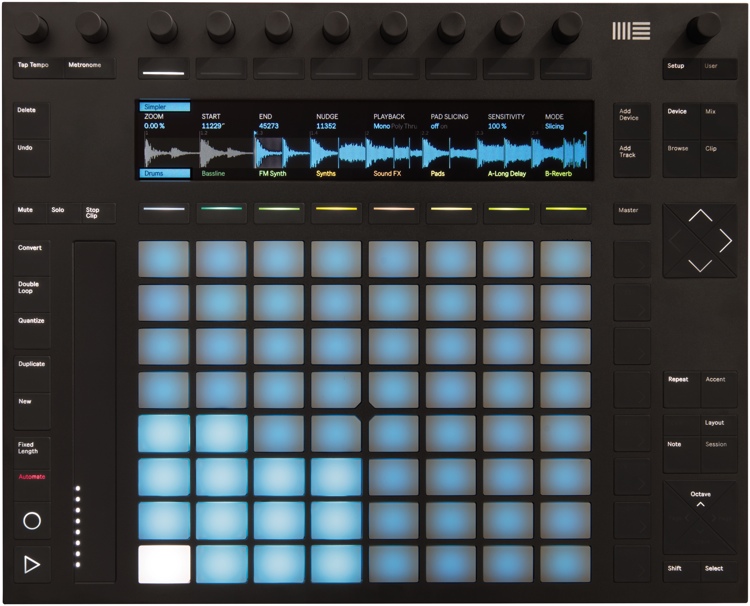 Tap Tempo Metronome
Setup User
Delete
Undo
Simpler
ZOOM START END NUDGE PLAYBACK PAD SLICING SENSITIVITY MODE
0.00 % 11229" 45273 11352 Mono Poly Thru off on 100 % Slicing
Drums Bassline FM Synth Synths Sound FX Pads A-Long Delay B-Reverb
Add
Device
Add
Track
Device Mix
Browse Clip
Mute Solo Stop
Clip
Master
Convert
Double
Loop
Quantize
Duplicate
New
Fixed
Length
Automate
Repeat Accent
Layout
Note Session
Octave
Shift Select